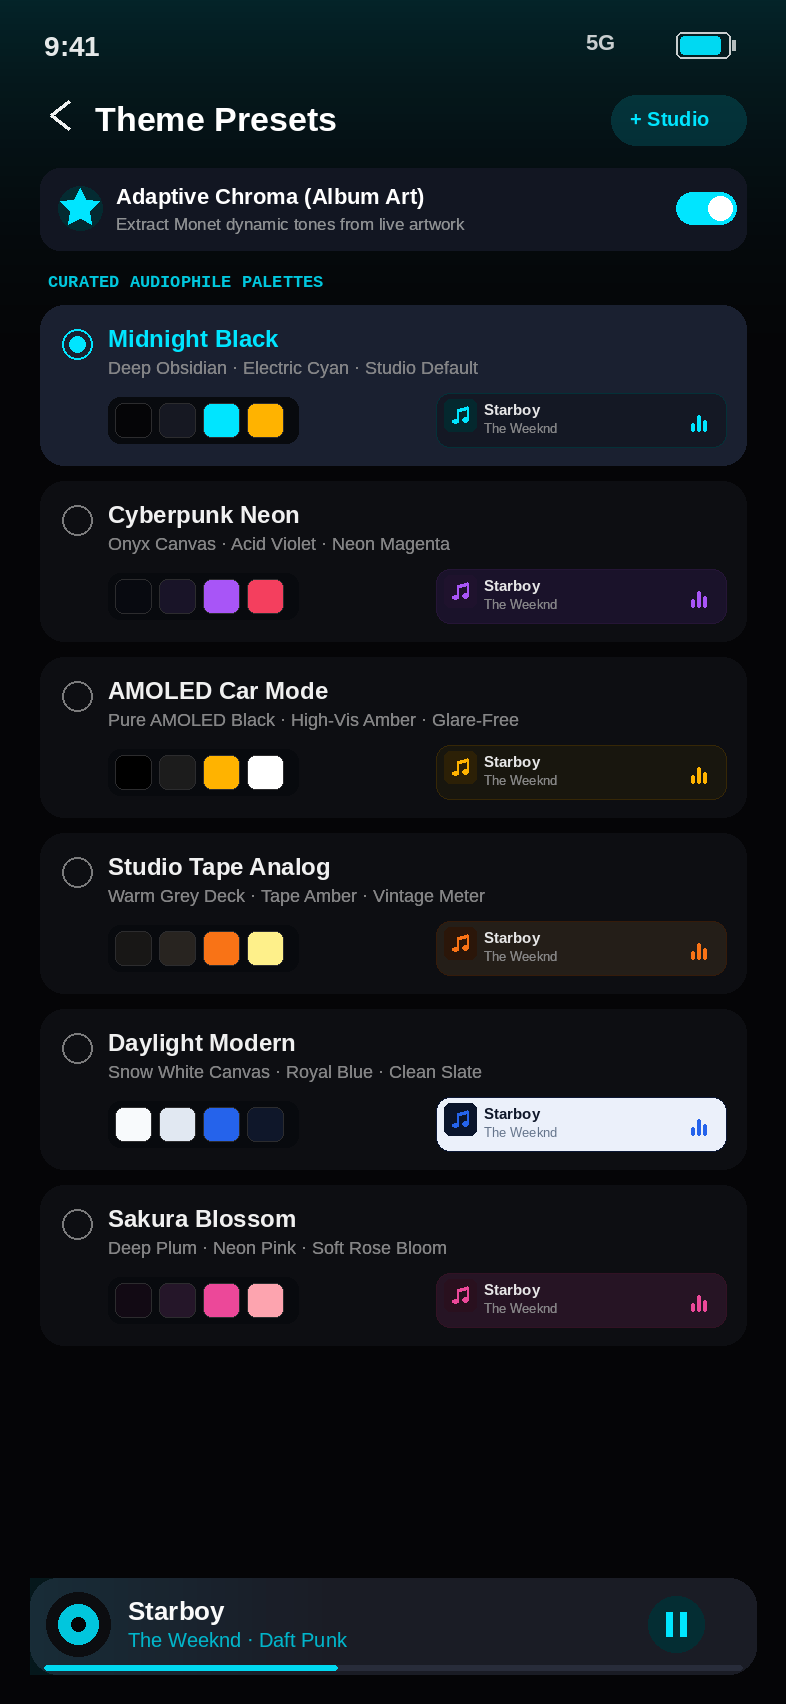 9:41
5G
Theme Presets
+ Studio
Adaptive Chroma (Album Art)
Extract Monet dynamic tones from live artwork
CURATED AUDIOPHILE PALETTES
Midnight Black
Deep Obsidian · Electric Cyan · Studio Default
Starboy
The Weeknd
Cyberpunk Neon
Onyx Canvas · Acid Violet · Neon Magenta
Starboy
The Weeknd
AMOLED Car Mode
Pure AMOLED Black · High-Vis Amber · Glare-Free
Starboy
The Weeknd
Studio Tape Analog
Warm Grey Deck · Tape Amber · Vintage Meter
Starboy
The Weeknd
Daylight Modern
Snow White Canvas · Royal Blue · Clean Slate
Starboy
The Weeknd
Sakura Blossom
Deep Plum · Neon Pink · Soft Rose Bloom
Starboy
The Weeknd
Starboy
The Weeknd · Daft Punk